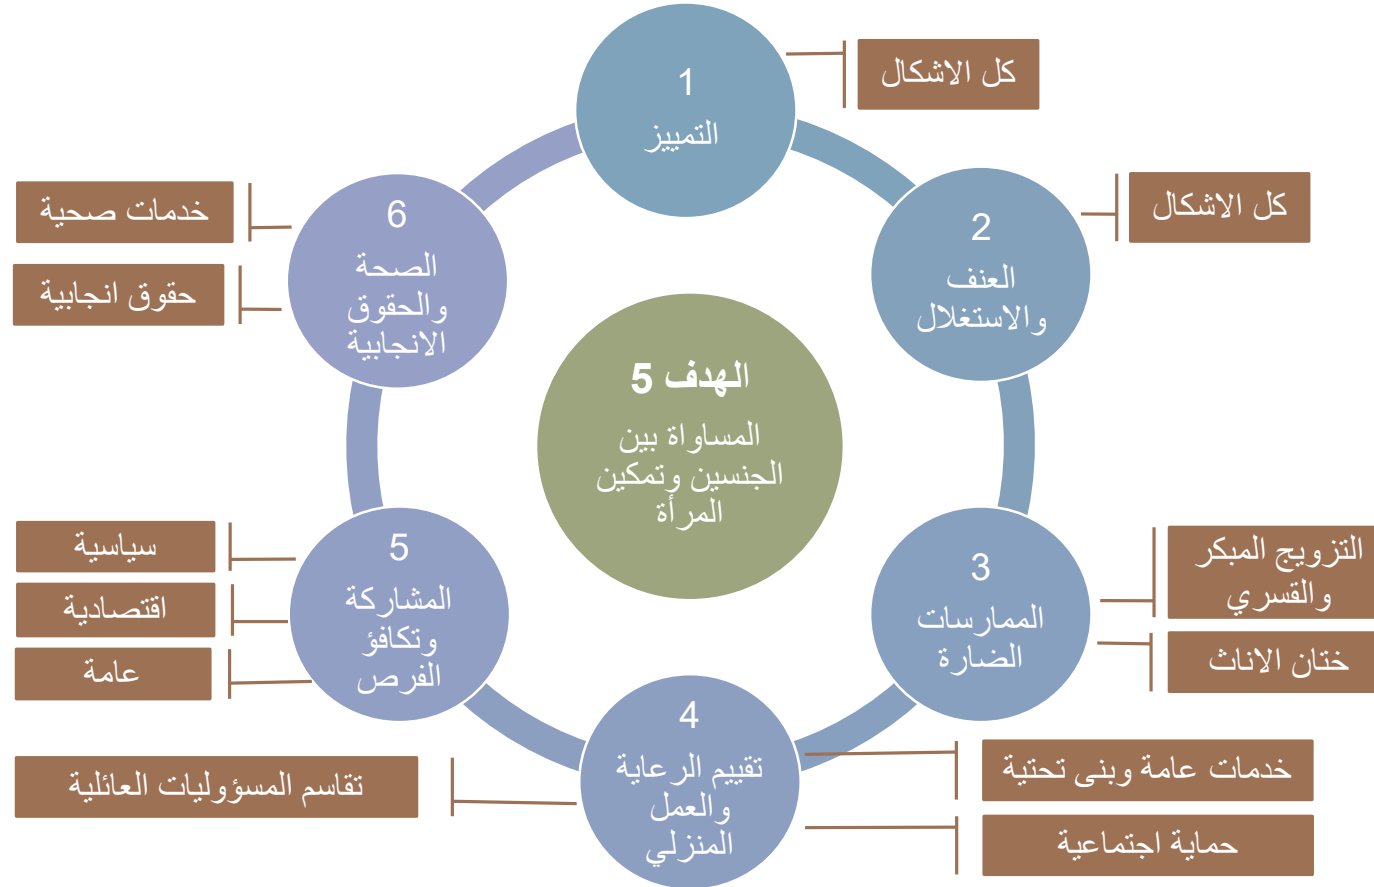 الهدف 5
المساواة بين
الجنسين وتمكين
المرأة
1
التمييز
كل الاشكال
2
العنف
والاستغلال
كل الاشكال
3
الممارسات
الضارة
التزويج المبكر
والقسري
ختان الاناث
4
تقييم الرعاية
والعمل
المنزلي
خدمات عامة وبنى تحتية
حماية اجتماعية
تقاسم المسؤوليات العائلية
5
المشاركة
وتكافؤ
الفرص
سياسية
اقتصادية
عامة
6
الصحة
والحقوق
الانجابية
خدمات صحية
حقوق انجابية